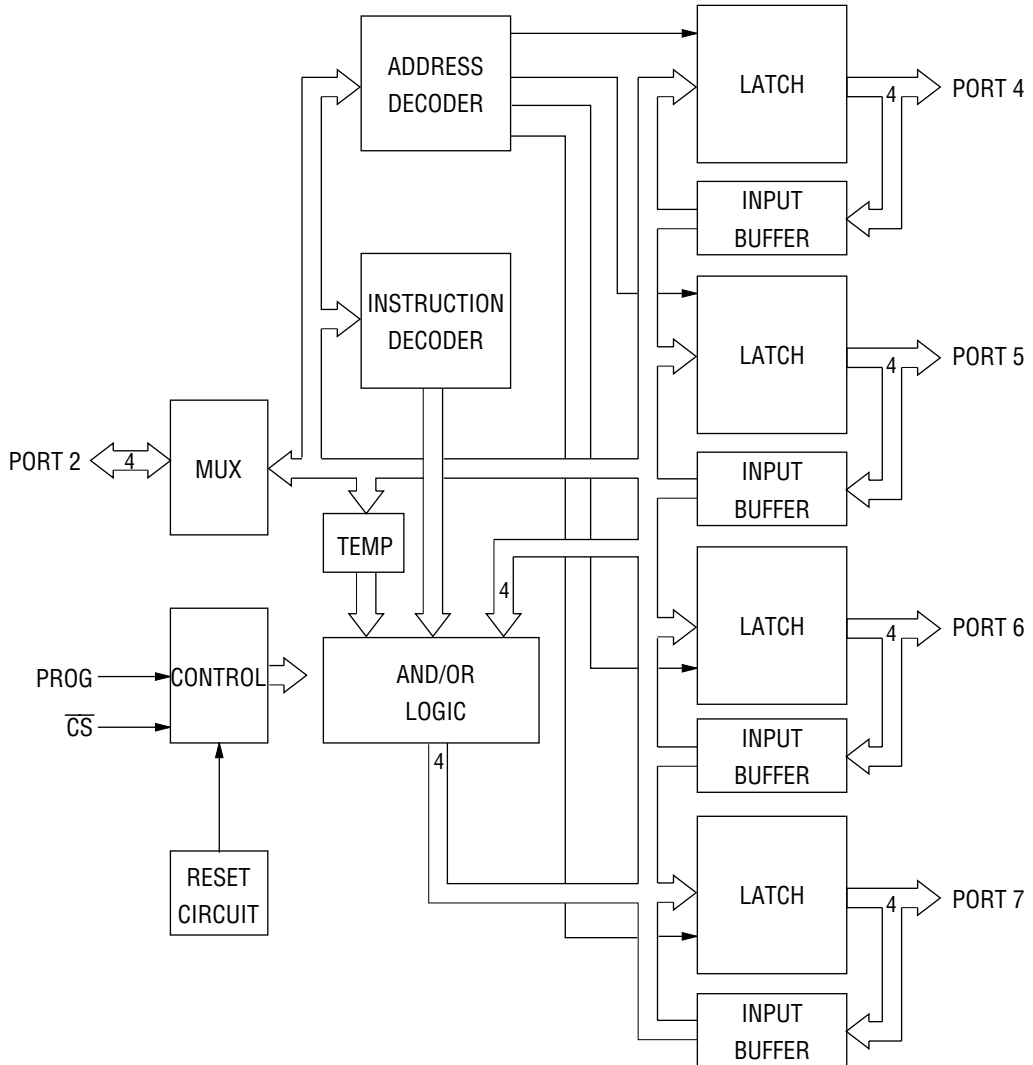 ADDRESS
DECODER
LATCH
4
PORT 4
INPUT
BUFFER
INSTRUCTION
DECODER
LATCH
4
PORT 5
PORT 2
4
MUX
INPUT
BUFFER
TEMP
4
LATCH
4
PORT 6
PROG
CS
CONTROL
AND/OR
LOGIC
4
INPUT
BUFFER
RESET
CIRCUIT
LATCH
4
PORT 7
INPUT
BUFFER